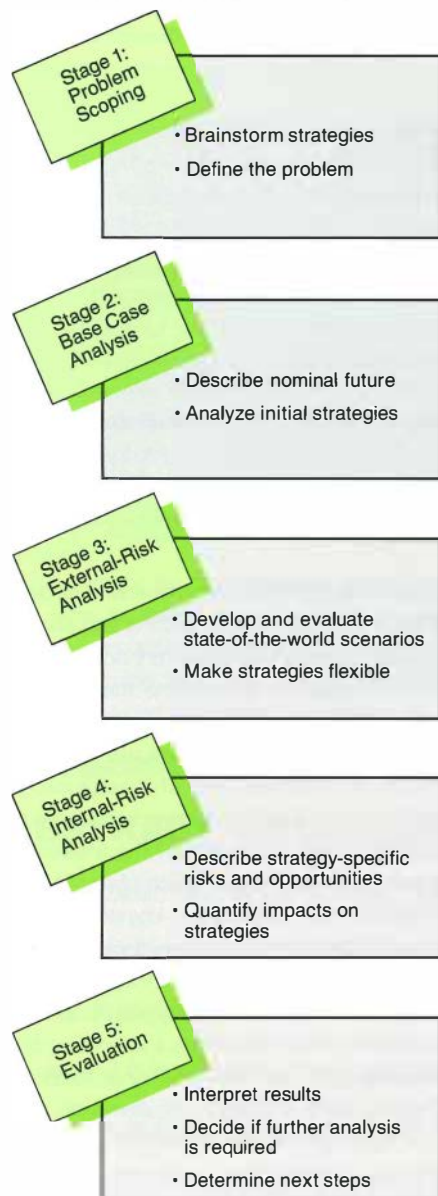 Stage 1:
Problem
Scoping
• Brainstorm strategies
• Define the problem
Stage 2:
Base Case
Analysis
• Describe nominal future
• Analyze initial strategies
Stage 3:
External-Risk
Analysis
• Develop and evaluate
state-of-the-world scenarios
• Make strategies flexible
Stage 4:
Internal-Risk
Analysis
• Describe strategy-specific
risks and opportunities
• Quantify impacts on
strategies
Stage 5:
Evaluation
• Interpret results
• Decide if further analysis
is required
• Determine next steps